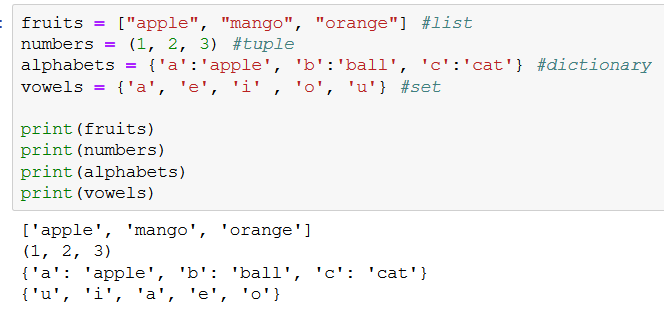 fruits = ["apple", "mango", "orange"] #list
numbers = (1, 2, 3) #tuple
alphabets = {'a':'apple', 'b':'ball', 'c':'cat'} #dictionary
vowels = {'a', 'e', 'i' , 'o', 'u'} #set
print(fruits)
print(numbers)
print(alphabets)
print(vowels)
['apple', 'mango', 'orange']
(1, 2, 3)
{'a': 'apple', 'b': 'ball', 'c': 'cat'}
{'u', 'i', 'a', 'e', 'o'}